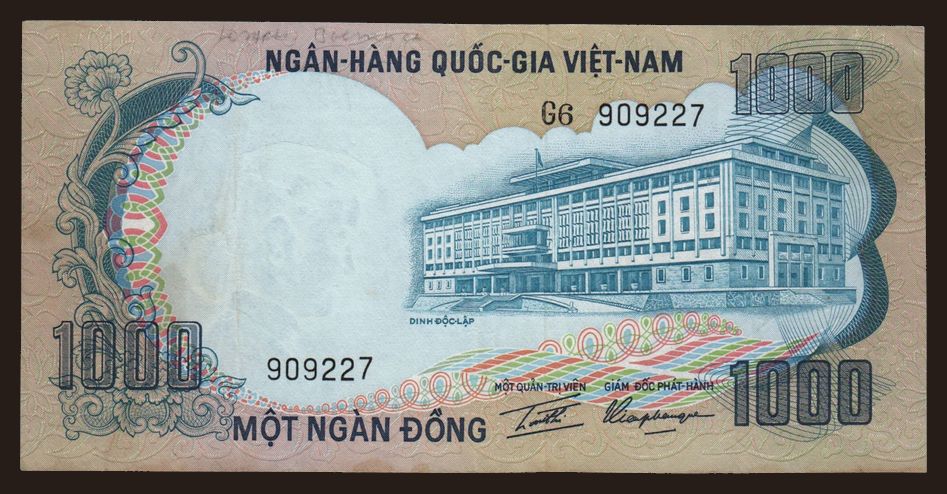 NGÂN-HÀNG QUỐC-GIA VIỆT-NAM
1000
G6 909227
DINH ĐỘC-LẬP
1000
909227
MỘT QUẢN-TRỊ VIÊN GIÁM ĐỐC PHÁT-HÀNH
1000
MỘT NGÀN ĐỒNG